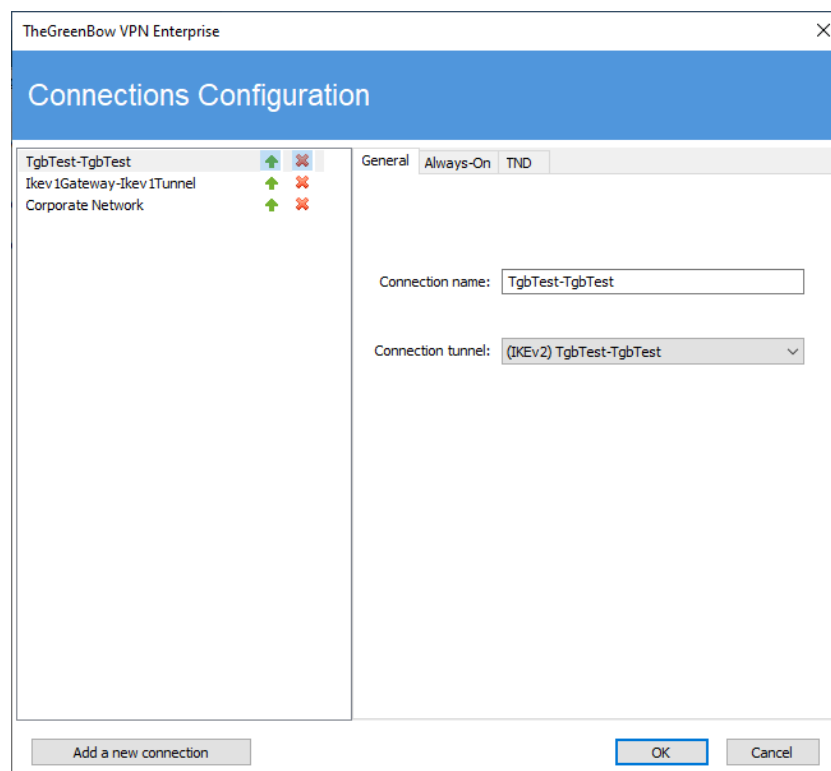 TheGreenBow VPN Enterprise
Connections Configuration
TgbTest-TgbTest
Ikev1Gateway-Ikev1Tunnel
Corporate Network
General Always-On TND
Connection name: TgbTest-TgbTest
Connection tunnel: (IKEv2) TgbTest-TgbTest
Add a new connection OK Cancel